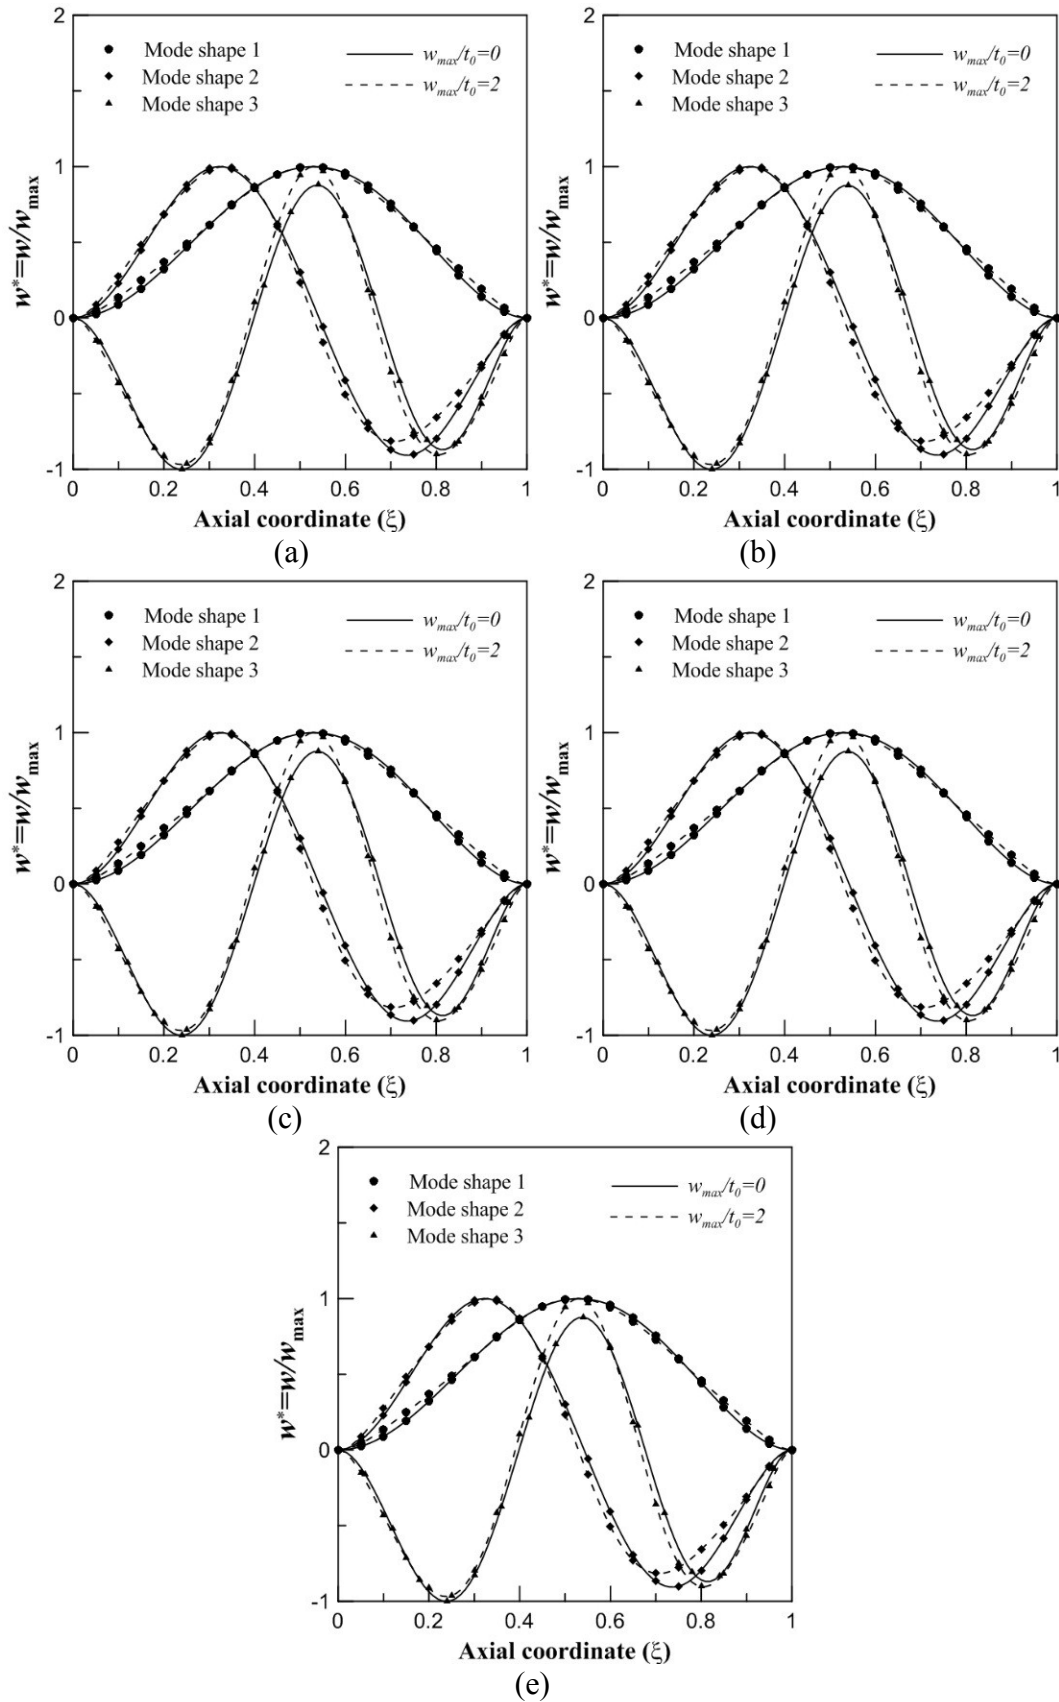 2
Mode shape 1
Mode shape 2
Mode shape 3
w_max/t_0=0
w_max/t_0=2
1
0
-1
w*=w/w_max
0 0.2 0.4 0.6 0.8 1
Axial coordinate (ξ)
(a)
2
Mode shape 1
Mode shape 2
Mode shape 3
w_max/t_0=0
w_max/t_0=2
1
0
-1
w*=w/w_max
0 0.2 0.4 0.6 0.8 1
Axial coordinate (ξ)
(b)
2
Mode shape 1
Mode shape 2
Mode shape 3
w_max/t_0=0
w_max/t_0=2
1
0
-1
w*=w/w_max
0 0.2 0.4 0.6 0.8 1
Axial coordinate (ξ)
(c)
2
Mode shape 1
Mode shape 2
Mode shape 3
w_max/t_0=0
w_max/t_0=2
1
0
-1
w*=w/w_max
0 0.2 0.4 0.6 0.8 1
Axial coordinate (ξ)
(d)
2
Mode shape 1
Mode shape 2
Mode shape 3
w_max/t_0=0
w_max/t_0=2
1
0
-1
w*=w/w_max
0 0.2 0.4 0.6 0.8 1
Axial coordinate (ξ)
(e)